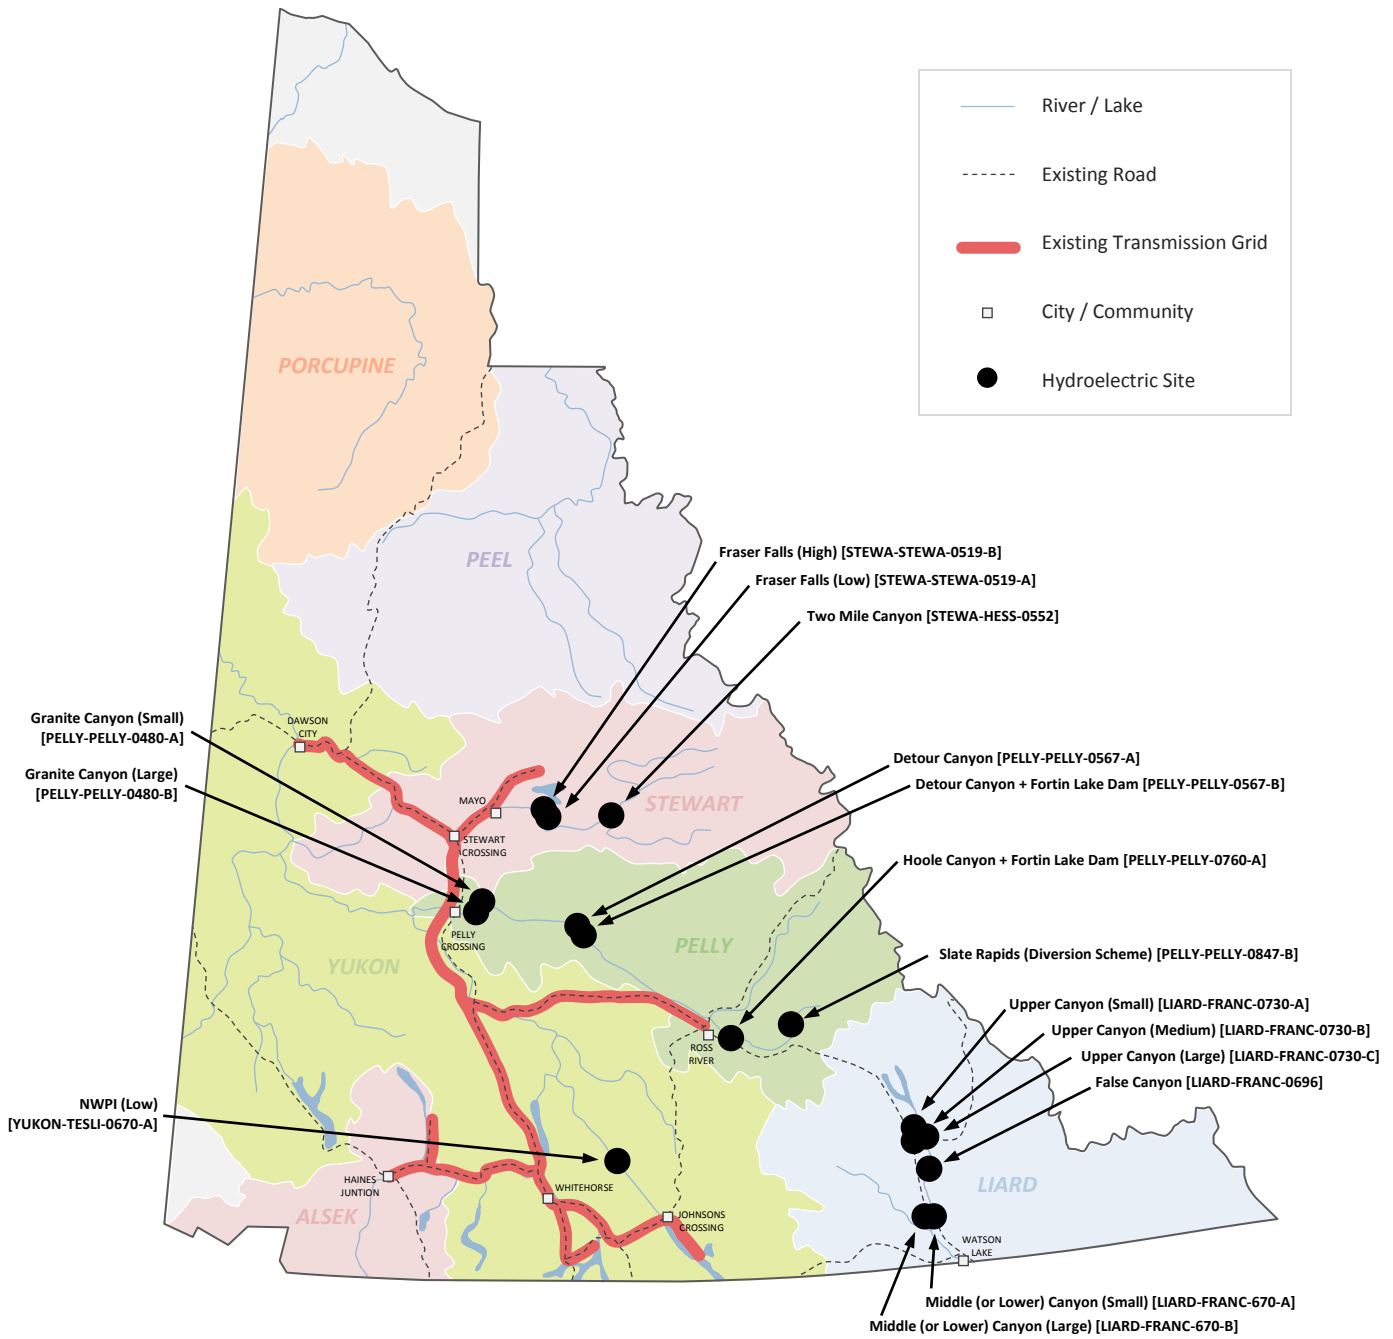 River / Lake
Existing Road
Existing Transmission Grid
City / Community
Hydroelectric Site
PORCUPINE
PEEL
Fraser Falls (High) [STEWA-STEWA-0519-B]
Fraser Falls (Low) [STEWA-STEWA-0519-A]
Two Mile Canyon [STEWA-HESS-0552]
Granite Canyon (Small)
[PELLY-PELLY-0480-A]
Granite Canyon (Large)
[PELLY-PELLY-0480-B]
DAWSON
CITY
MAYO
STEWART
STEWART
CROSSING
Detour Canyon [PELLY-PELLY-0567-A]
Detour Canyon + Fortin Lake Dam [PELLY-PELLY-0567-B]
Hoole Canyon + Fortin Lake Dam [PELLY-PELLY-0760-A]
PELLY
CROSSING
PELLY
YUKON
Slate Rapids (Diversion Scheme) [PELLY-PELLY-0847-B]
Upper Canyon (Small) [LIARD-FRANC-0730-A]
Upper Canyon (Medium) [LIARD-FRANC-0730-B]
Upper Canyon (Large) [LIARD-FRANC-0730-C]
False Canyon [LIARD-FRANC-0696]
ROSS
RIVER
NWPI (Low)
[YUKON-TESLI-0670-A]
HAINES
JUNTION
WHITEHORSE
LIARD
ALSEK
JOHNSONS
CROSSING
WATSON
LAKE
Middle (or Lower) Canyon (Small) [LIARD-FRANC-670-A]
Middle (or Lower) Canyon (Large) [LIARD-FRANC-670-B]